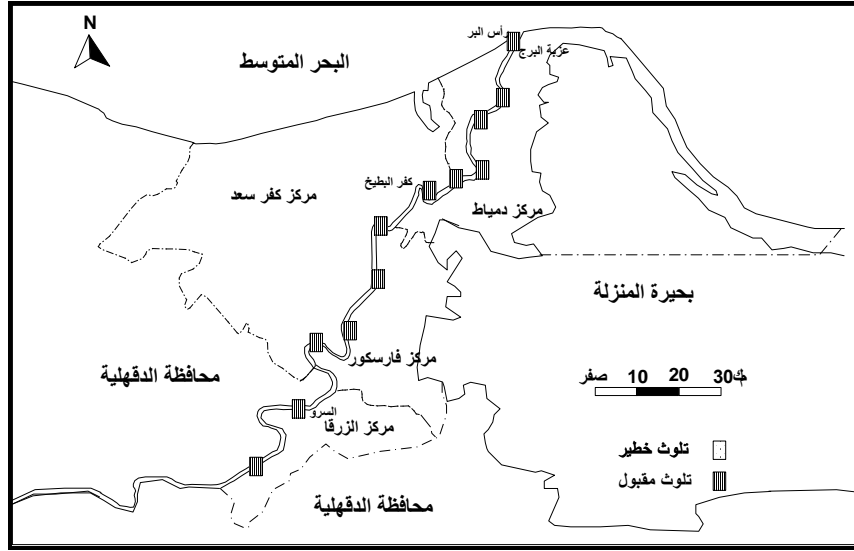 N
رأس البر
عزبة البرج
البحر المتوسط
كفر البطيخ
مركز كفر سعد
مركز دمياط
بحيرة المنزلة
مركز فارسكور
محافظة الدقهلية
صفر 10 20 30ك
السرو
مركز الزرقا
تلوث خطير
تلوث مقبول
محافظة الدقهلية